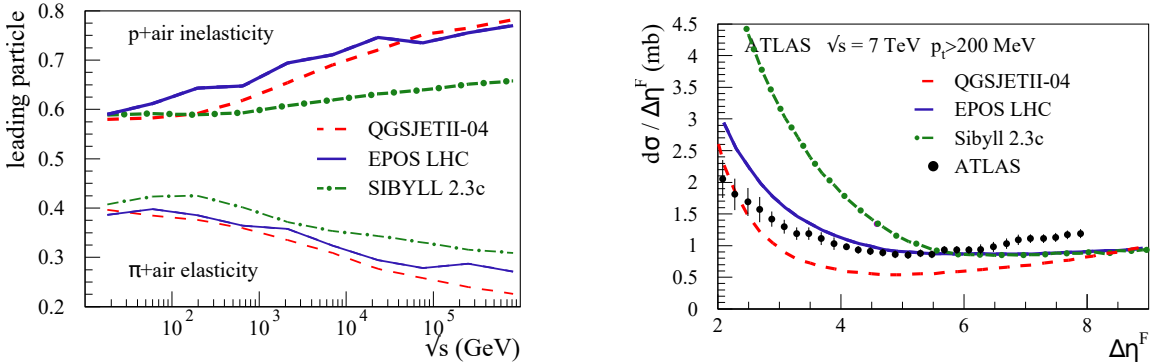 leading particle
0.8
0.7
0.6
0.5
0.4
0.3
0.2
p+air inelasticity
QGSJETII-04
EPOS LHC
SIBYLL 2.3c
π+air elasticity
10² 10³ 10⁴ 10⁵
√s (GeV)
dσ / Δη^F (mb)
4.5
4
3.5
3
2.5
2
1.5
1
0.5
0
ATLAS √s = 7 TeV p_t>200 MeV
QGSJETII-04
EPOS LHC
Sibyll 2.3c
ATLAS
2 4 6 8
Δη^F